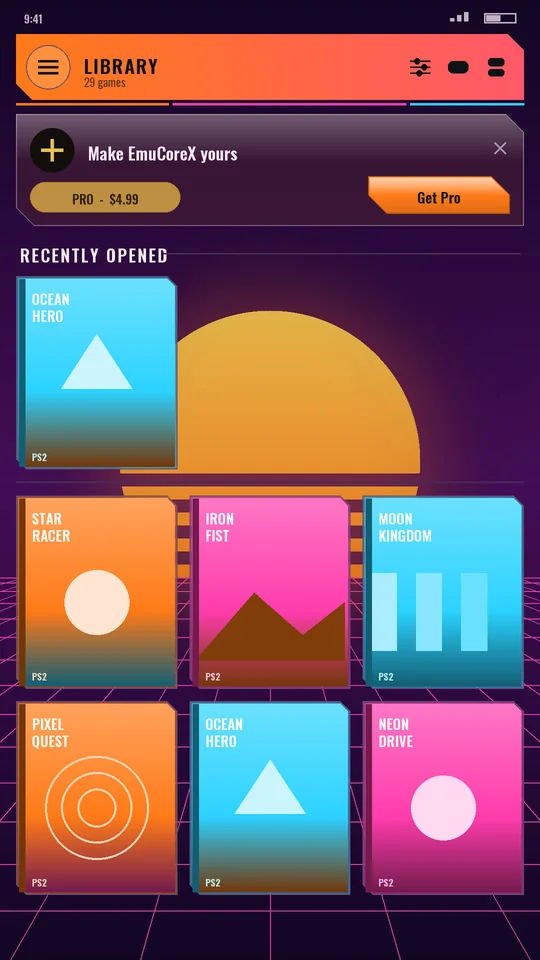 9:41
LIBRARY
29 games
Make EmuCoreX yours
PRO - $4.99
Get Pro
RECENTLY OPENED
OCEAN
HERO
PS2
STAR
RACER
PS2
IRON
FIST
PS2
MOON
KINGDOM
PS2
PIXEL
QUEST
PS2
OCEAN
HERO
PS2
NEON
DRIVE
PS2